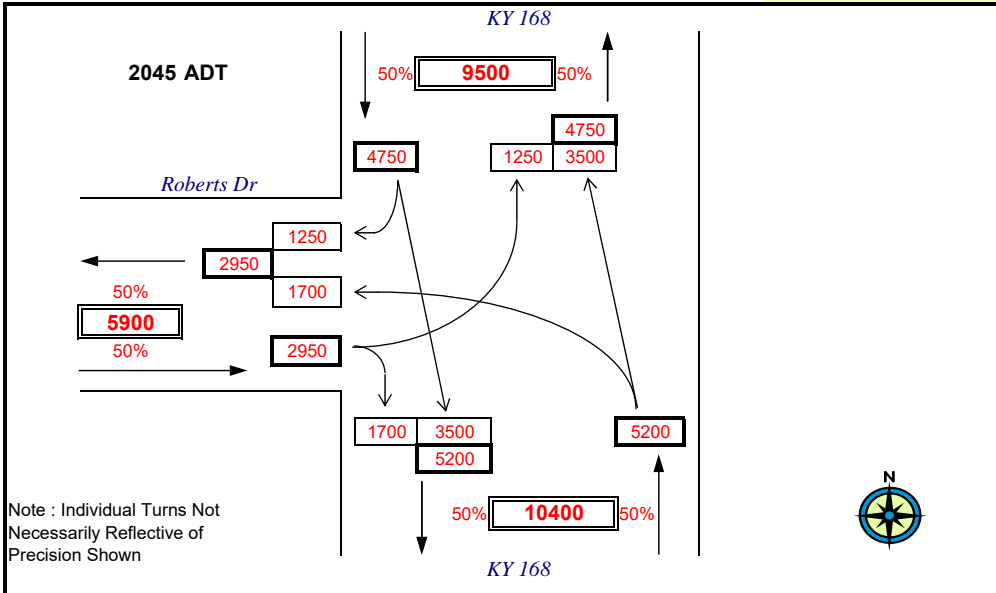 KY 168
2045 ADT
50% 9500 50%
4750
4750
1250 3500
Roberts Dr
1250
2950
1700
50%
5900
50%
2950
1700 3500
5200
5200
N
Note : Individual Turns Not
Necessarily Reflective of
Precision Shown
50% 10400 50%
KY 168